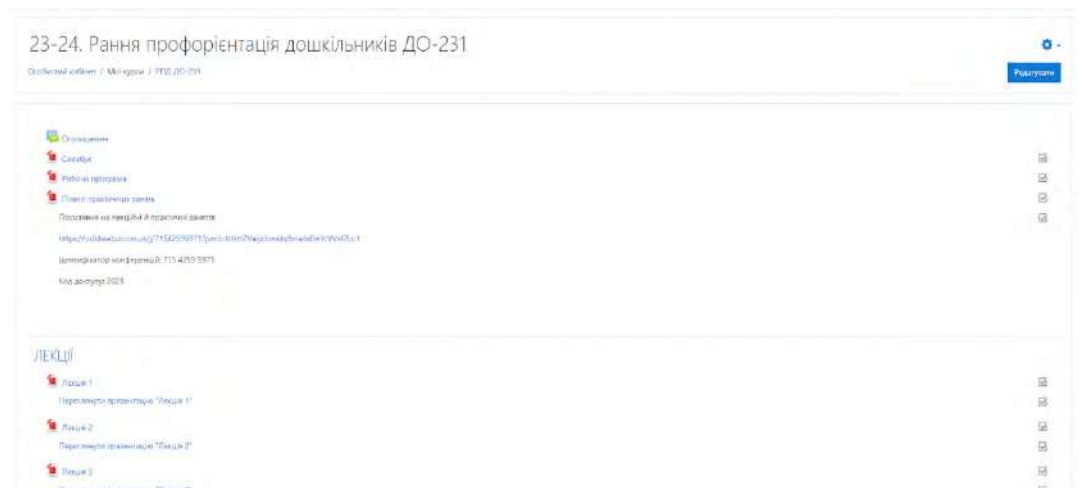 23-24. Рання профорієнтація дошкільників ДО-231
Особистий кабінет / Мої курси / РПД ДО-231
Редагувати
Оголошення
Силабус
Робоча програма
Плани практичних занять
Посилання на лекційні й практичні заняття
Ідентифікатор конференції: 715 4259 5971
Код доступу: 2023
ЛЕКЦІЇ
Лекція 1
Переглянути презентацію "Лекція 1"
Лекція 2
Переглянути презентацію "Лекція 2"
Лекція 3